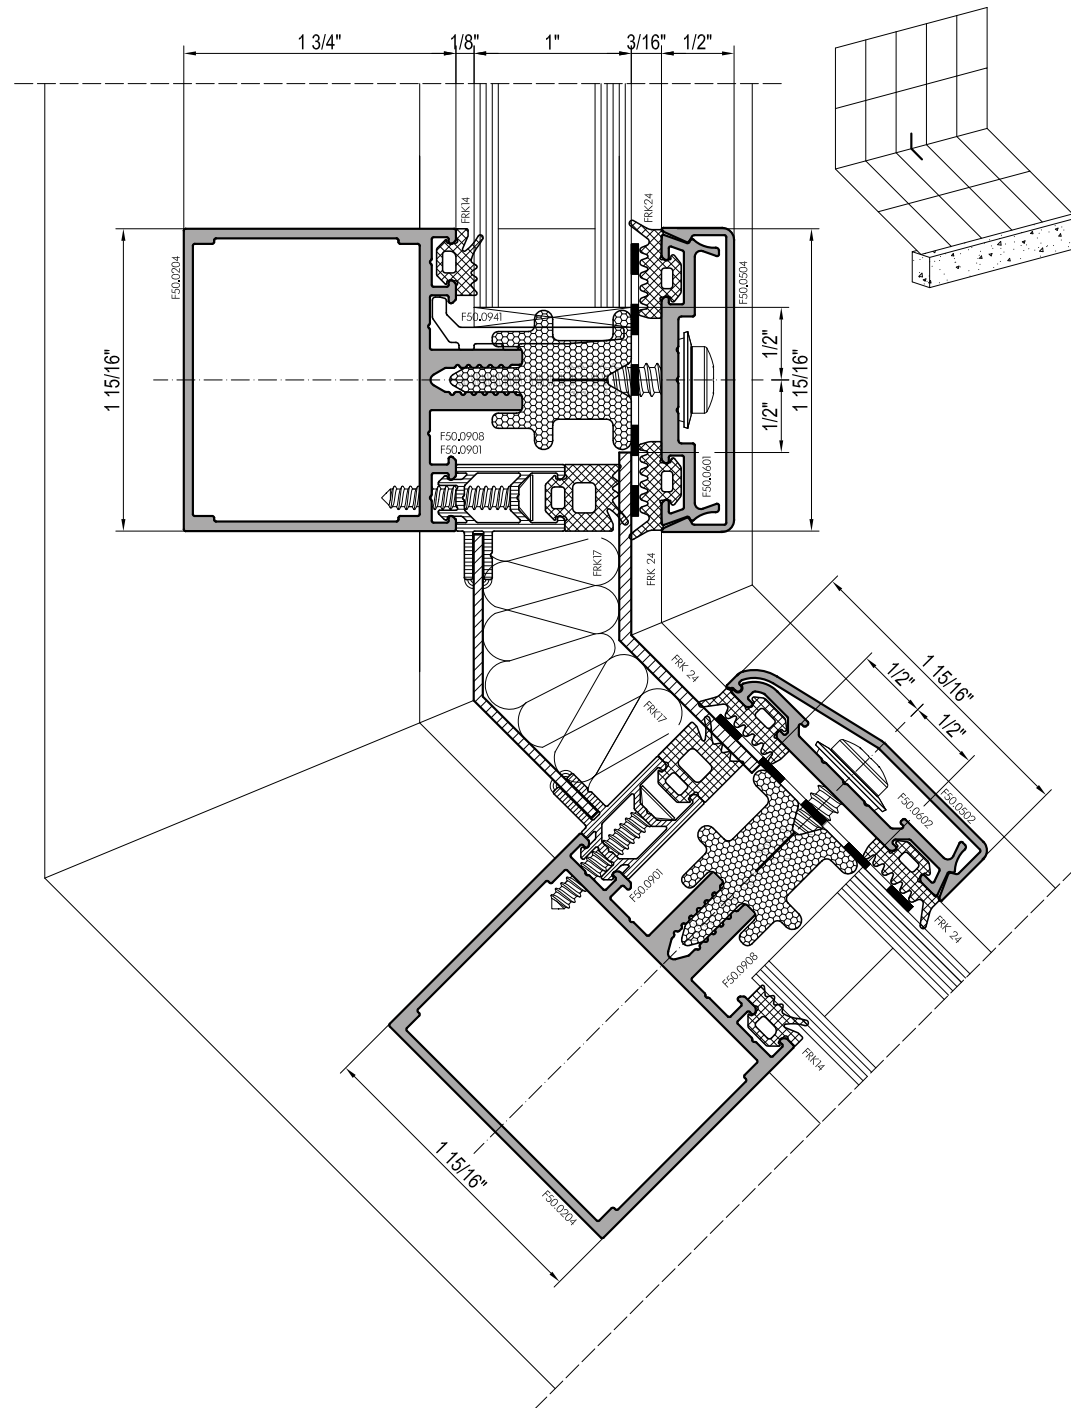 1 3/4" 1/8" 1" 3/16" 1/2"
FRK14
FRK24
F50.0204
F50.0504
F50.0941
1/2"
1 15/16"
1 15/16"
1/2"
F50.0908
F50.0901
F50.0601
FRK17
FRK 24
FRK 24
1 15/16"
1/2"
1/2"
FRK17
F50.0502
F50.0602
F50.0901
FRK 24
F50.0908
FRK14
1 15/16"
F50.0204